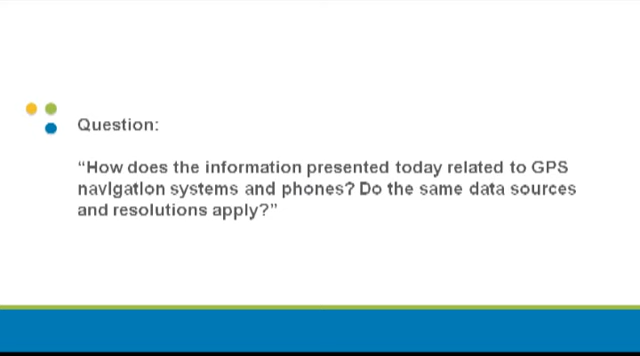 Question:
“How does the information presented today related to GPS
navigation systems and phones? Do the same data sources
and resolutions apply?”